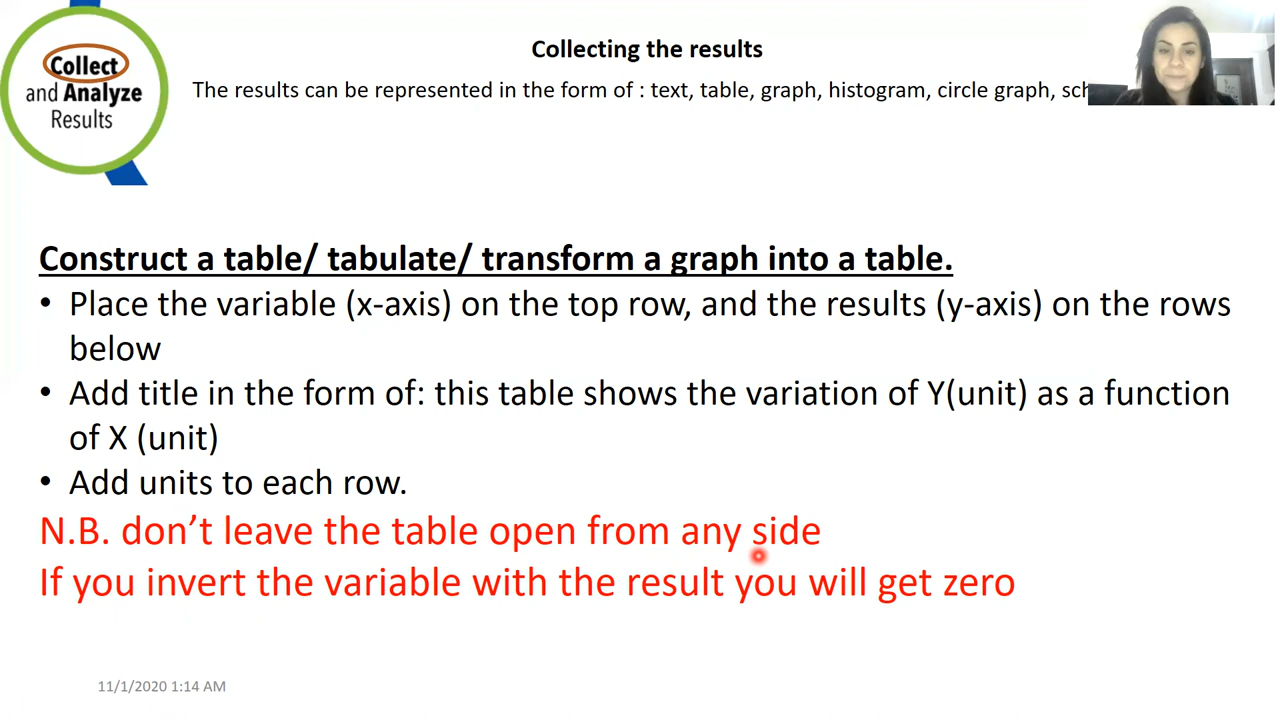 Collect
and Analyze
Results
Collecting the results
The results can be represented in the form of : text, table, graph, histogram, circle graph,
Construct a table/ tabulate/ transform a graph into a table.
• Place the variable (x-axis) on the top row, and the results (y-axis) on the rows
below
• Add title in the form of: this table shows the variation of Y(unit) as a function
of X (unit)
• Add units to each row.
N.B. don’t leave the table open from any side
If you invert the variable with the result you will get zero
11/1/2020 1:14 AM